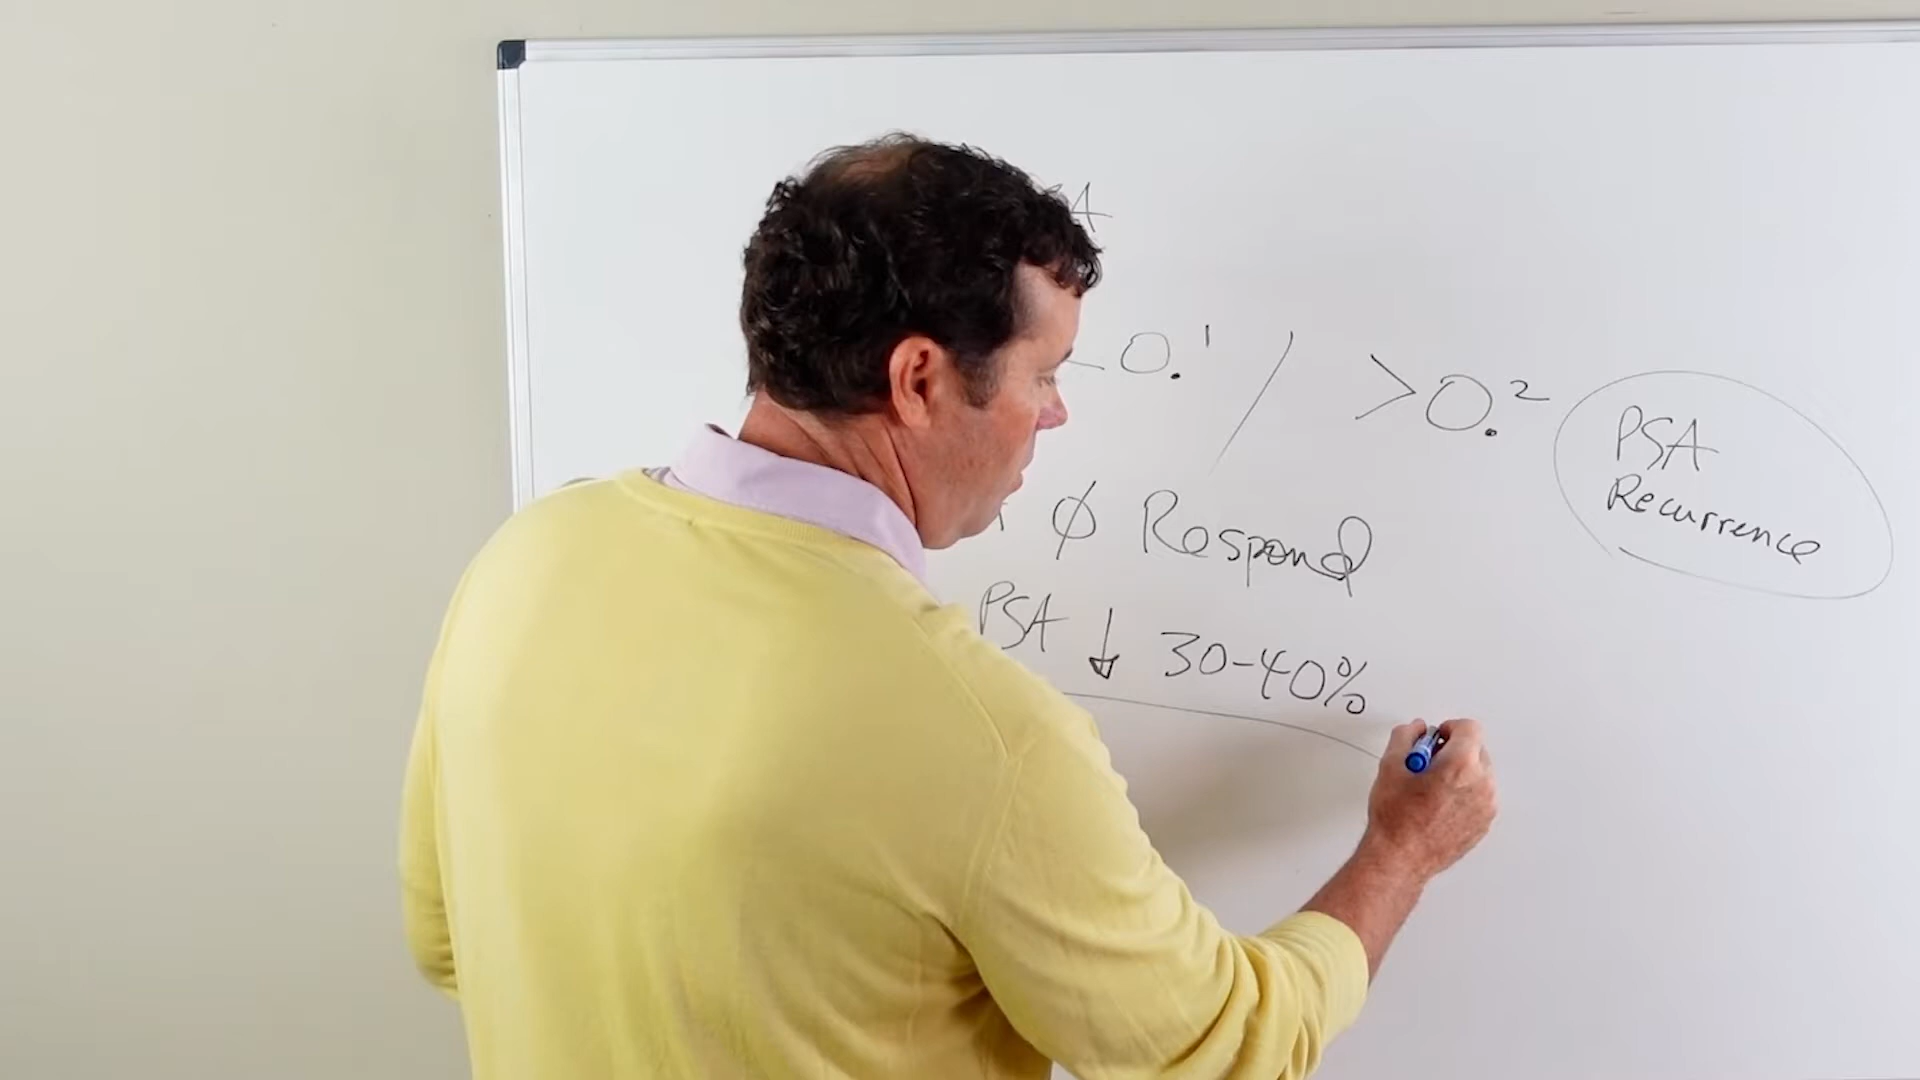 A
- 0.1 / >0.2
PSA
Recurrence
Ø Respond
PSA ↓ 30-40%